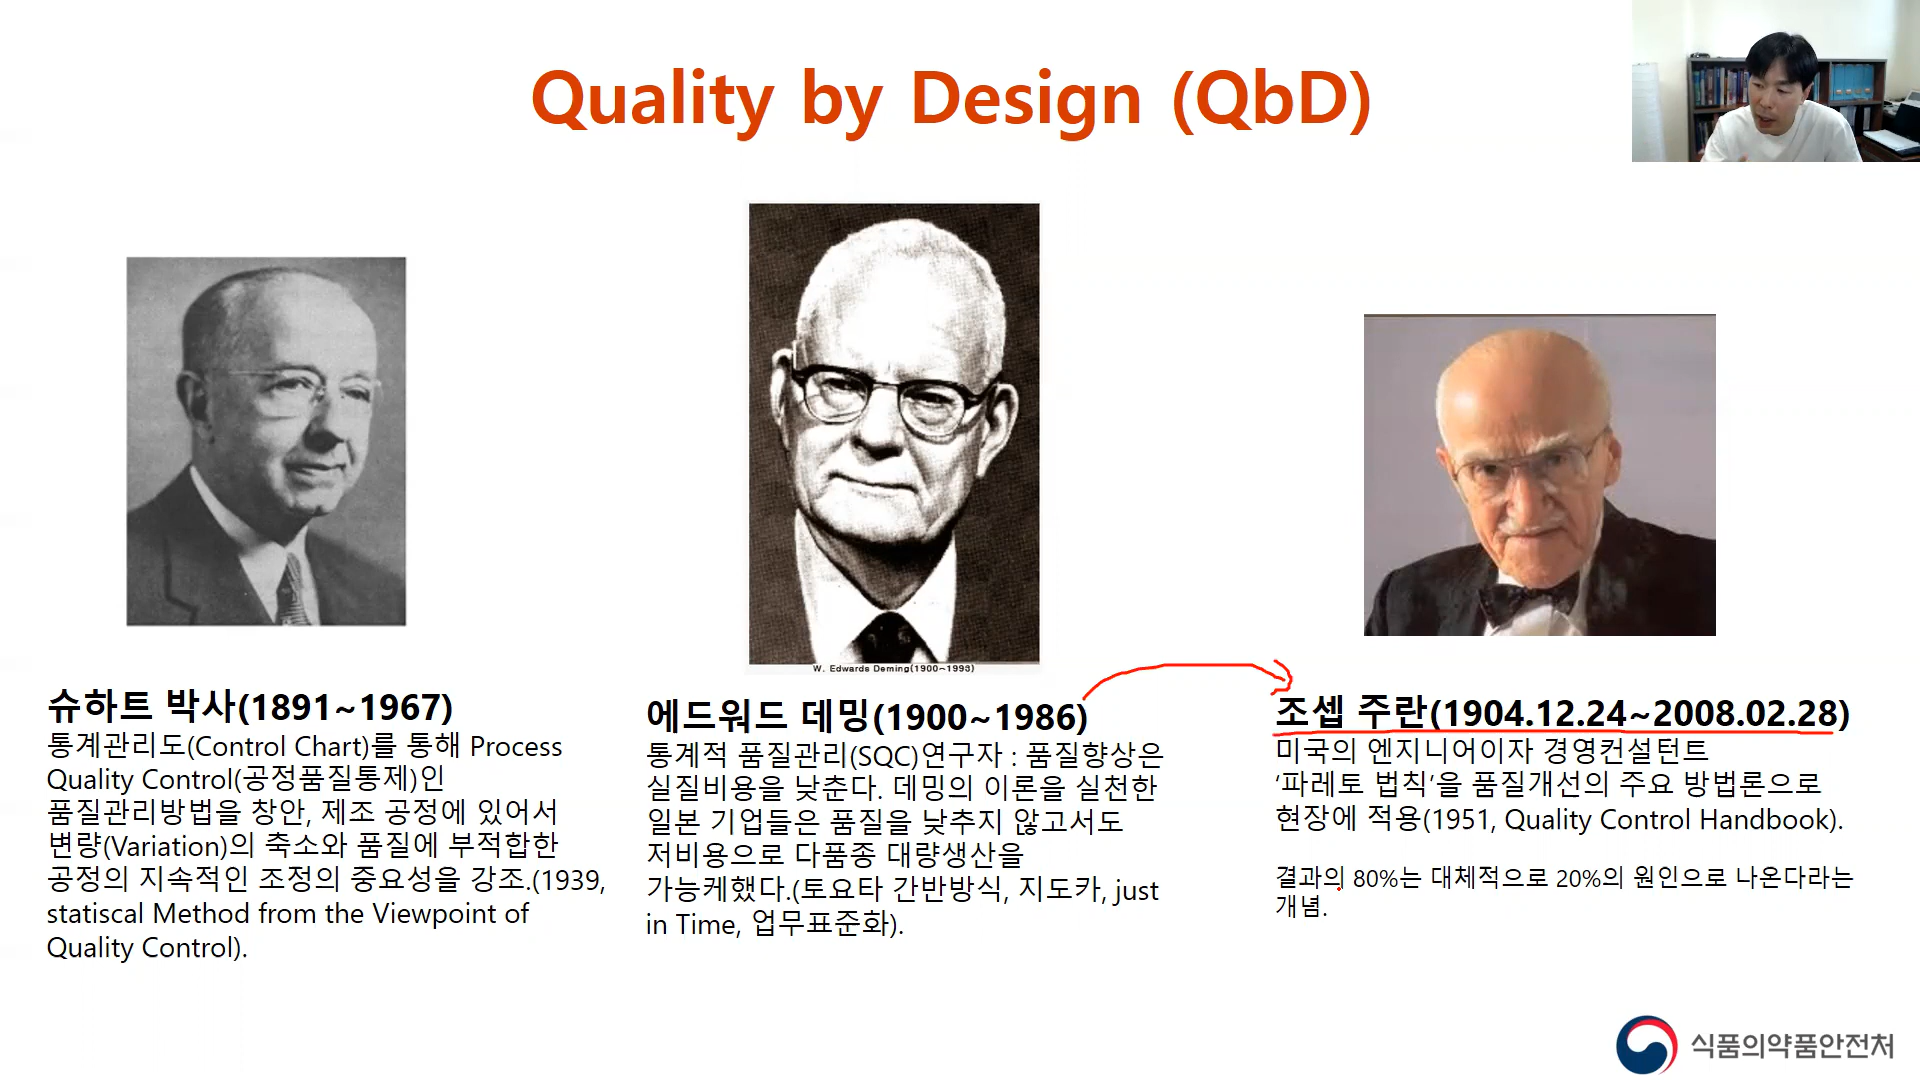 Quality by Design (QbD)
W. Edwards Deming(1900~1993)
슈하트 박사(1891~1967)
통계관리도(Control Chart)를 통해 Process
Quality Control(공정품질통제)인
품질관리방법을 창안, 제조 공정에 있어서
변량(Variation)의 축소와 품질에 부적합한
공정의 지속적인 조정의 중요성을 강조.(1939,
statiscal Method from the Viewpoint of
Quality Control).
에드워드 데밍(1900~1986)
통계적 품질관리(SQC)연구자 : 품질향상은
실질비용을 낮춘다. 데밍의 이론을 실천한
일본 기업들은 품질을 낮추지 않고서도
저비용으로 다품종 대량생산을
가능케했다.(토요타 간반방식, 지도카, just
in Time, 업무표준화).
조셉 주란(1904.12.24~2008.02.28)
미국의 엔지니어이자 경영컨설턴트
‘파레토 법칙’을 품질개선의 주요 방법론으로
현장에 적용(1951, Quality Control Handbook).
결과의 80%는 대체적으로 20%의 원인으로 나온다라는
개념.
식품의약품안전처